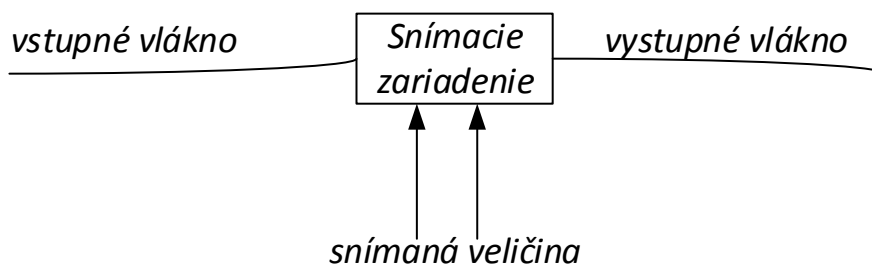 vstupné vlákno
Snímacie
zariadenie
vystupné vlákno
snímaná veličina